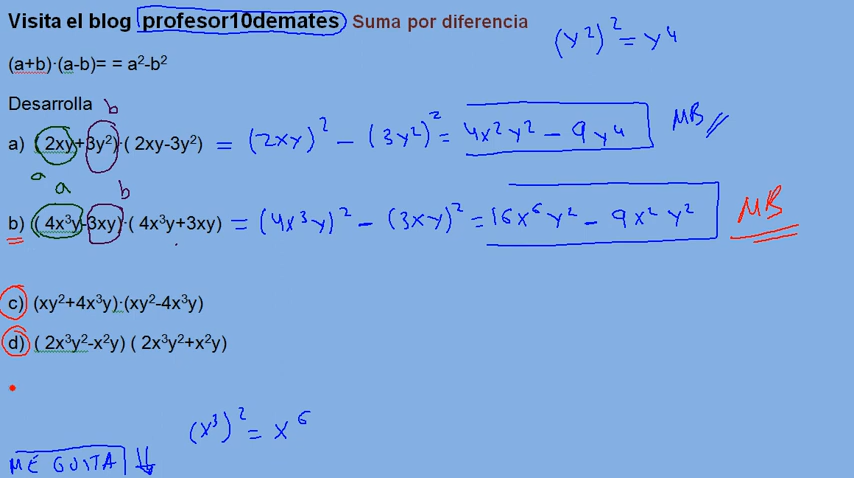 Visita el blog profesor10demates Suma por diferencia
(y²)² = y⁴
(a+b)·(a-b)= = a²-b²
Desarrolla
b
a) ( 2xy+3y²)·( 2xy-3y²) = (2xy)² - (3y²)² = 4x²y² - 9y⁴ MB
a
a b
b) ( 4x³y-3xy)·( 4x³y+3xy) = (4x³y)² - (3xy)² = 16x⁶y² - 9x²y² MB
c) (xy²+4x³y)·(xy²-4x³y)
d) ( 2x³y²-x²y) ( 2x³y²+x²y)
(x³)² = x⁶
ME GUSTA